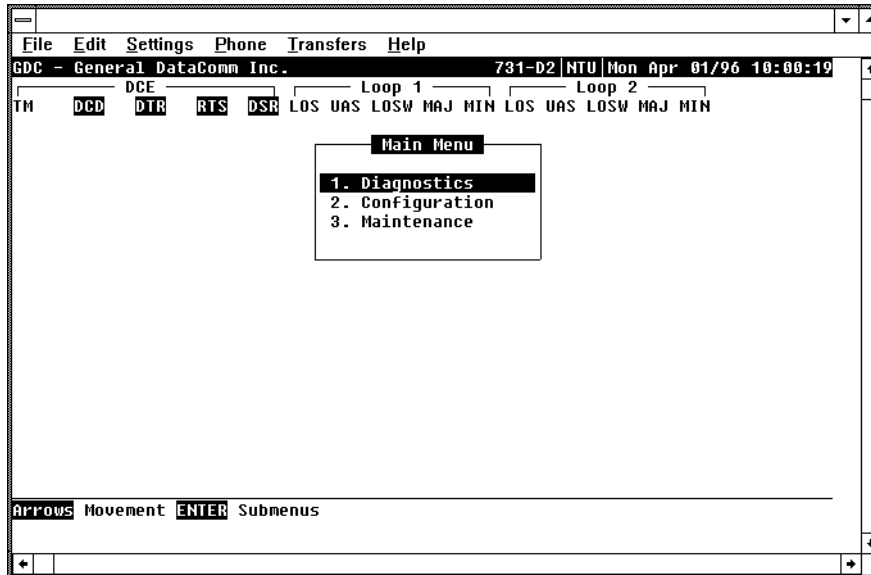 File Edit Settings Phone Transfers Help
GDC - General DataComm Inc. 731-D2|NTU|Mon Apr 01/96 10:00:19
DCE Loop 1 Loop 2
TM DCD DTR RTS DSR LOS UAS LOSW MAJ MIN LOS UAS LOSW MAJ MIN
Main Menu
1. Diagnostics
2. Configuration
3. Maintenance
Arrows Movement ENTER Submenus